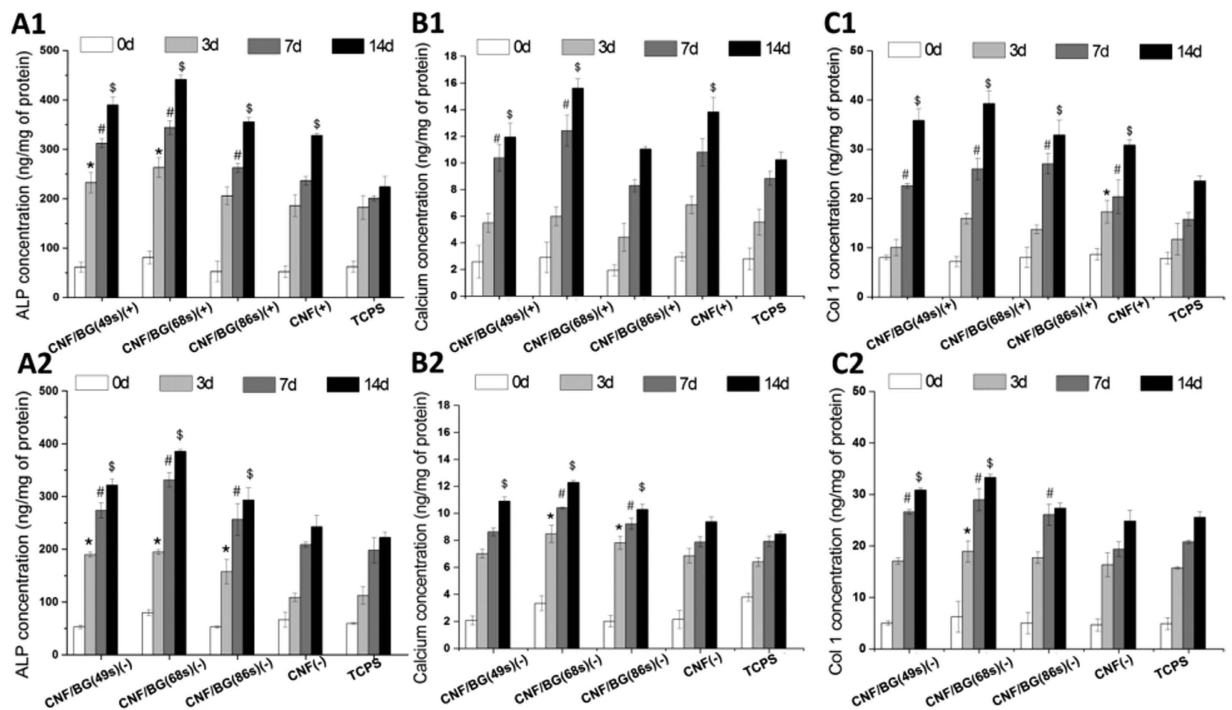 A1
0d 3d 7d 14d
ALP concentration (ng/mg of protein)
500
400
300
200
100
0
* # $
* # $
# $
$
CNF/BG(49s)(+) CNF/BG(68s)(+) CNF/BG(86s)(+) CNF(+) TCPS
B1
0d 3d 7d 14d
Calcium concentration (ng/mg of protein)
18
16
14
12
10
8
6
4
2
0
# $
# $
$
CNF/BG(49s)(+) CNF/BG(68s)(+) CNF/BG(86s)(+) CNF(+) TCPS
C1
0d 3d 7d 14d
Col 1 concentration (ng/mg of protein)
50
40
30
20
10
0
# $
# $
# $
* # $
CNF/BG(49s)(+) CNF/BG(68s)(+) CNF/BG(86s)(+) CNF(+) TCPS
A2
0d 3d 7d 14d
ALP concentration (ng/mg of protein)
500
400
300
200
100
0
* # $
* # $
* # $
CNF/BG(49s)(-) CNF/BG(68s)(-) CNF/BG(86s)(-) CNF(-) TCPS
B2
0d 3d 7d 14d
Calcium concentration (ng/mg of protein)
18
16
14
12
10
8
6
4
2
0
$
* # $
* # $
CNF/BG(49s)(-) CNF/BG(68s)(-) CNF/BG(86s)(-) CNF(-) TCPS
C2
0d 3d 7d 14d
Col 1 concentration (ng/mg of protein)
50
40
30
20
10
0
# $
* # $
#
CNF/BG(49s)(-) CNF/BG(68s)(-) CNF/BG(86s)(-) CNF(-) TCPS